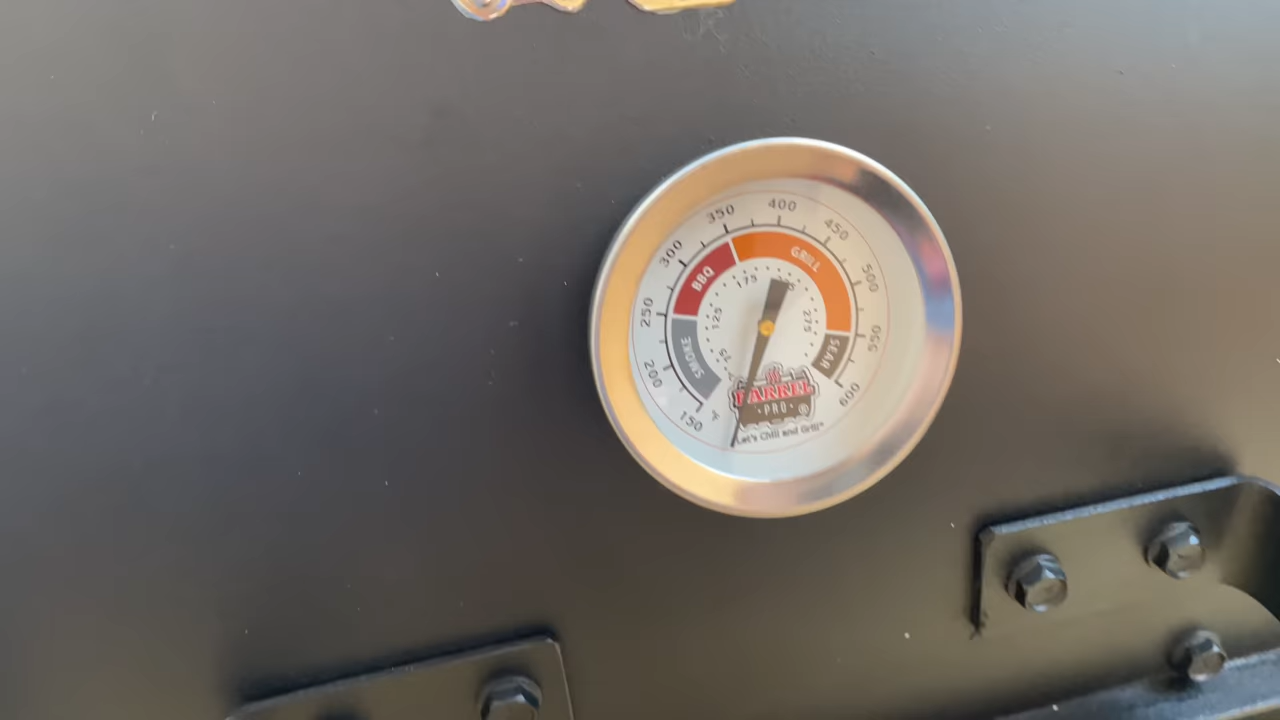 400
350
450
300
500
250
550
200
600
150
GRILL
BBQ
SMOKE
SEAR
175
125
275
75
°F
BARREL
·PRO·®
Let's Chill and Grill™